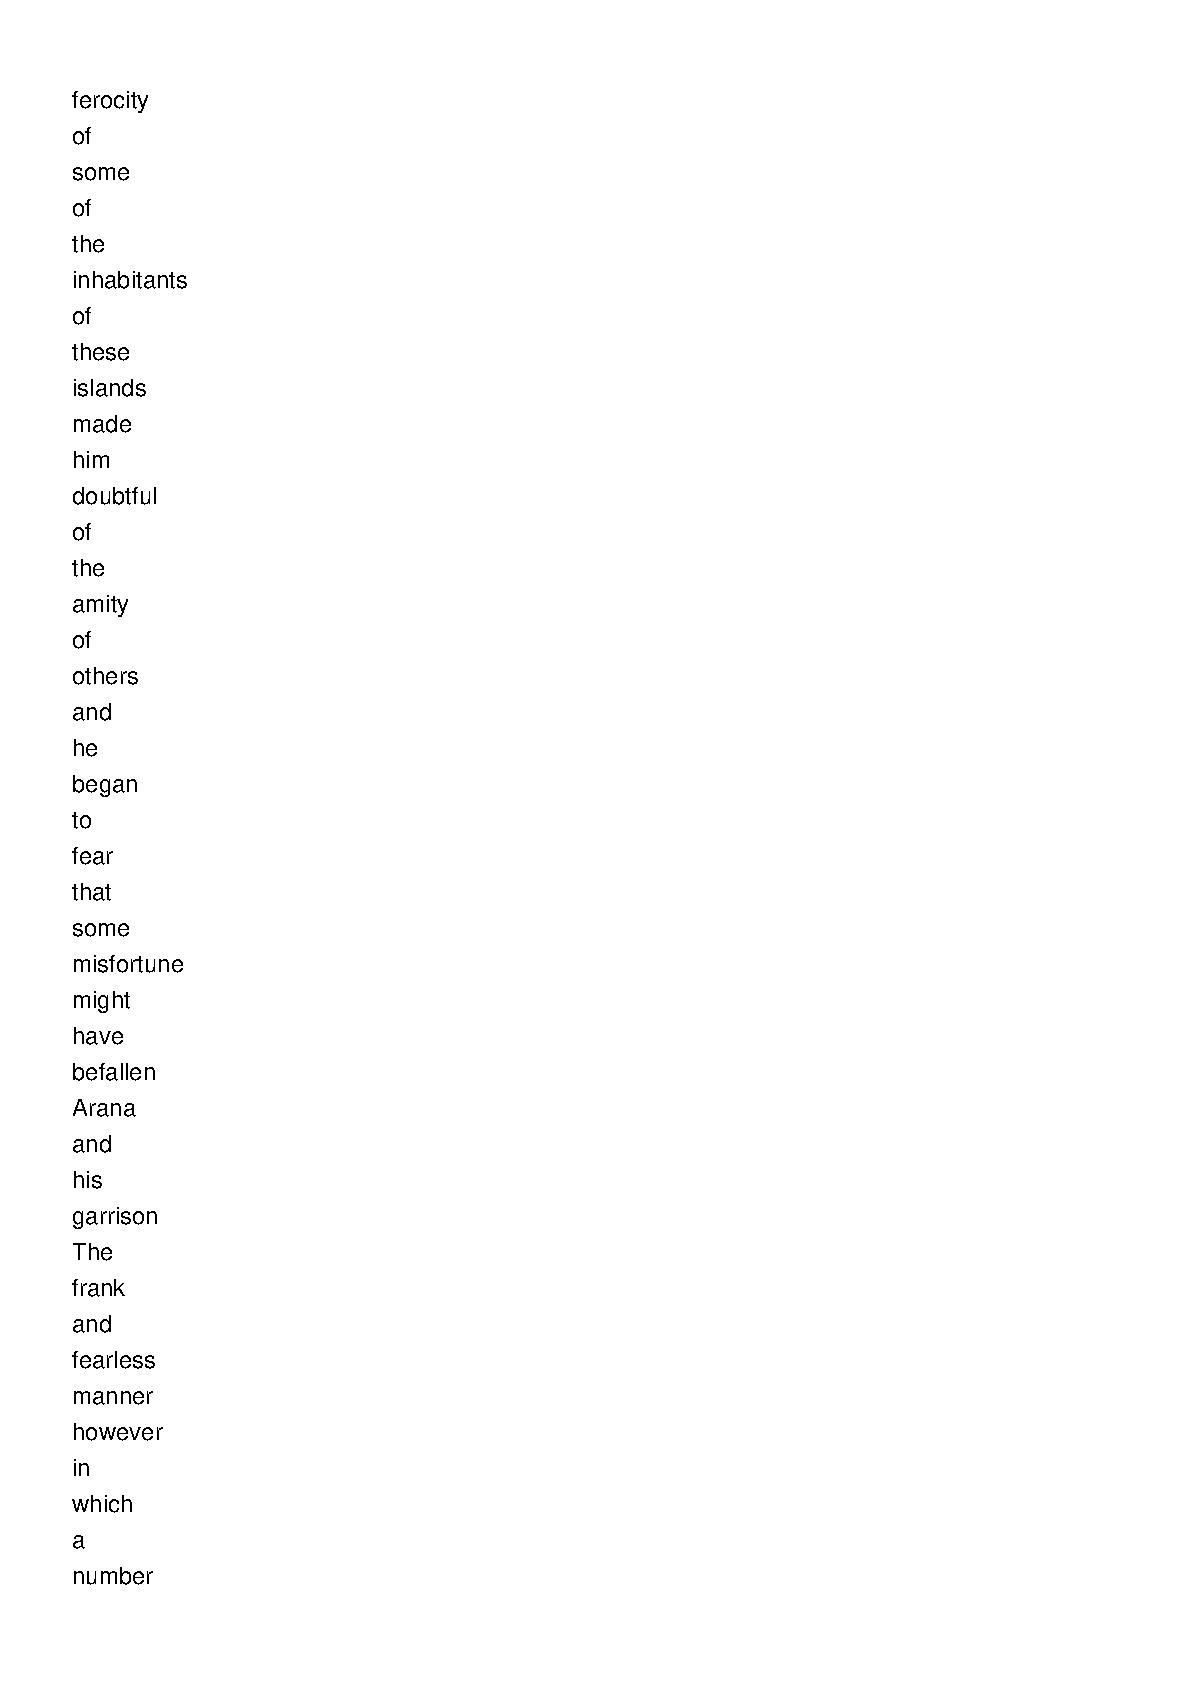 ferocity
of
some
of
the
inhabitants
of
these
islands
made
him
doubtful
of
the
amity
of
others
and
he
began
to
fear
that
some
misfortune
might
have
befallen
Arana
and
his
garrison
The
frank
and
fearless
manner
however
in
which
a
number